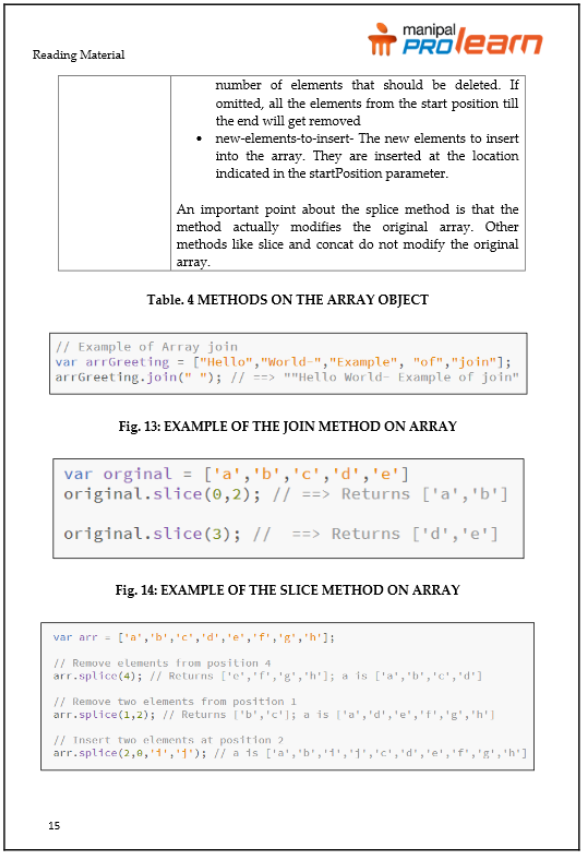 manipal
PROlearn
Reading Material
number of elements that should be deleted. If
omitted, all the elements from the start position till
the end will get removed
• new-elements-to-insert- The new elements to insert
into the array. They are inserted at the location
indicated in the startPosition parameter.
An important point about the splice method is that the
method actually modifies the original array. Other
methods like slice and concat do not modify the original
array.
Table. 4 METHODS ON THE ARRAY OBJECT
// Example of Array join
var arrGreeting = ["Hello","World-","Example", "of","join"];
arrGreeting.join(" "); // ==> ""Hello World- Example of join"
Fig. 13: EXAMPLE OF THE JOIN METHOD ON ARRAY
var orginal = ['a','b','c','d','e']
original.slice(0,2); // ==> Returns ['a','b']
original.slice(3); //  ==> Returns ['d','e']
Fig. 14: EXAMPLE OF THE SLICE METHOD ON ARRAY
var arr = ['a','b','c','d','e','f','g','h'];
// Remove elements from position 4
arr.splice(4); // Returns ['e','f','g','h']; a is ['a','b','c','d']
// Remove two elements from position 1
arr.splice(1,2); // Returns ['b','c']; a is ['a','d','e','f','g','h']
// Insert two elements at position 2
arr.splice(2,0,'i','j'); // a is ['a','b','i','j','c','d','e','f','g','h']
15